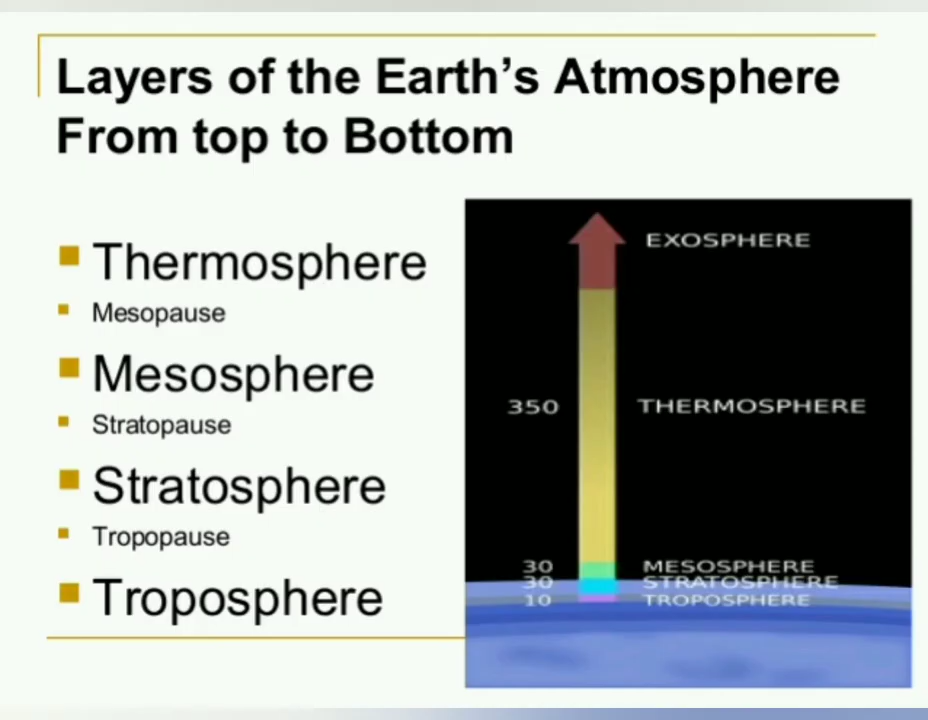 Layers of the Earth’s Atmosphere
From top to Bottom
Thermosphere
Mesopause
Mesosphere
Stratopause
Stratosphere
Tropopause
Troposphere
EXOSPHERE
350 THERMOSPHERE
30 MESOSPHERE
30 STRATOSPHERE
10 TROPOSPHERE